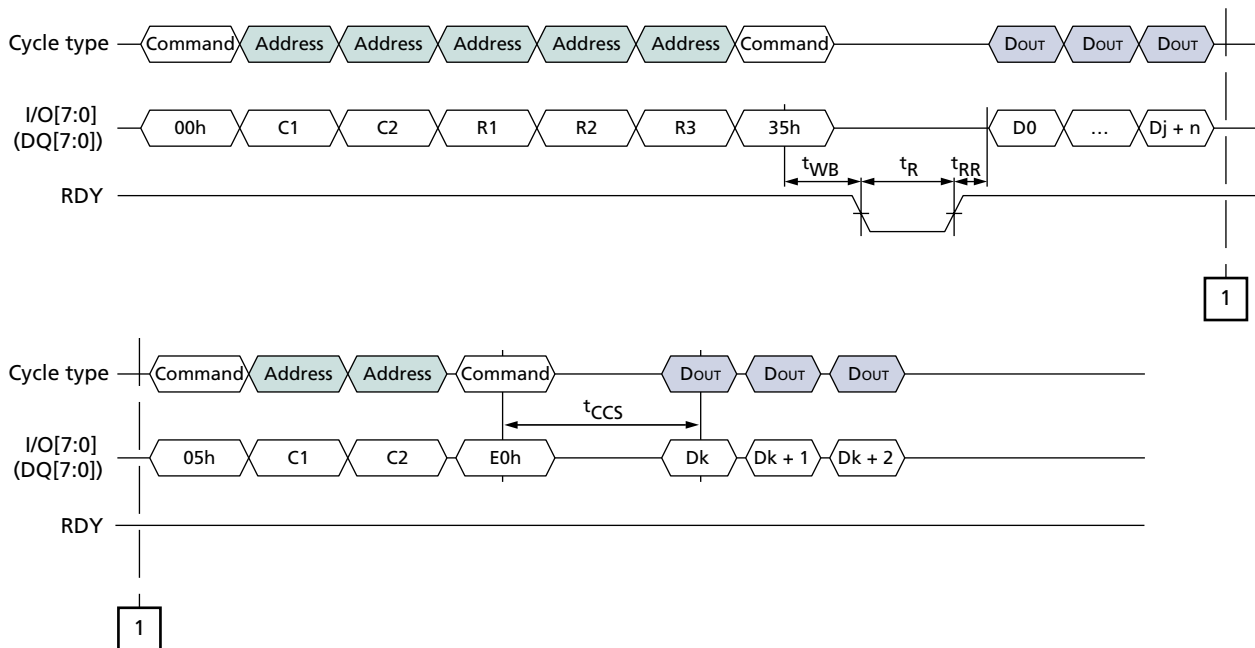 Cycle type Command Address Address Address Address Address Command DOUT DOUT DOUT
I/O[7:0]
(DQ[7:0]) 00h C1 C2 R1 R2 R3 35h D0 ... Dj + n
tWB tR tRR
RDY
1
Cycle type Command Address Address Command DOUT DOUT DOUT
tCCS
I/O[7:0]
(DQ[7:0]) 05h C1 C2 E0h Dk Dk + 1 Dk + 2
RDY
1